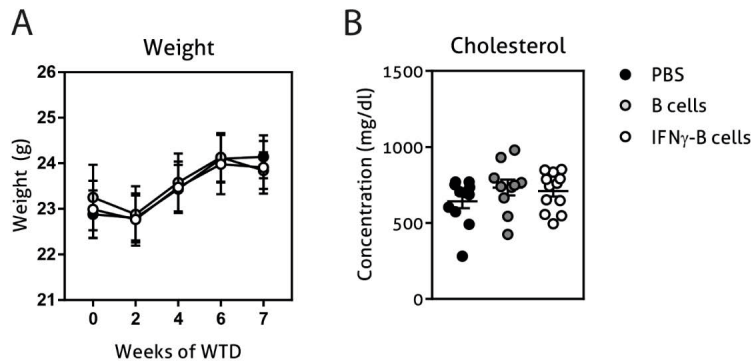 A
Weight
Weight (g)
26
25
24
23
22
21
0 2 4 6 7
Weeks of WTD
B
Cholesterol
Concentration (mg/dl)
1500
1000
500
0
PBS
B cells
IFNγ-B cells